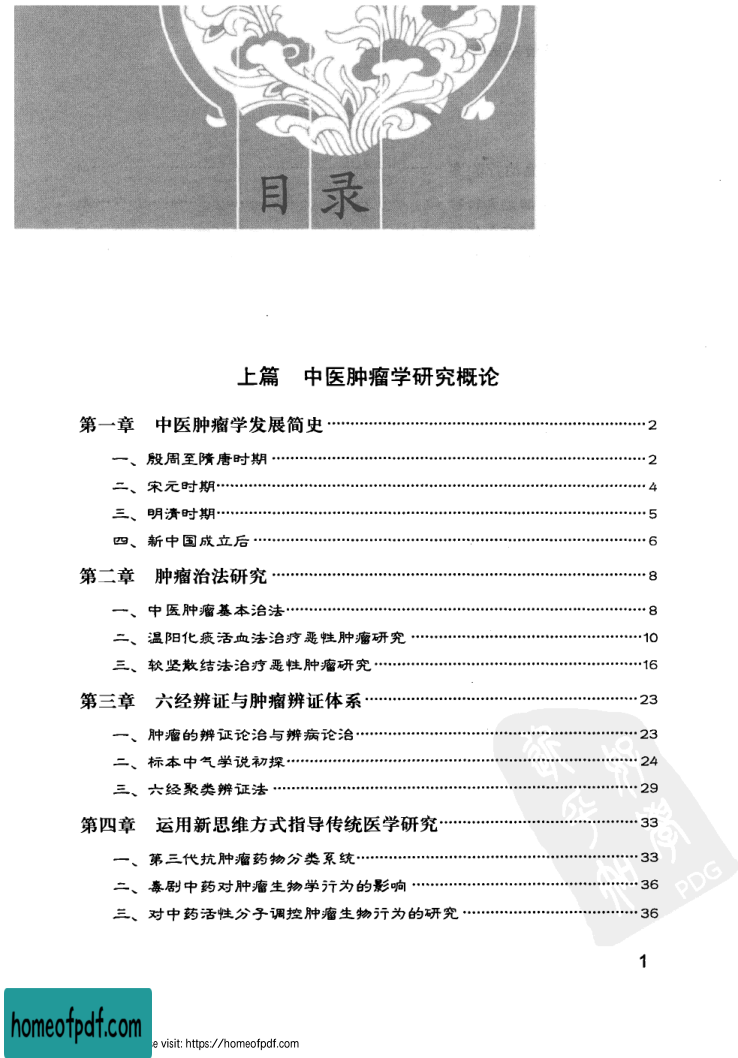 目录
上篇 中医肿瘤学研究概论
第一章 中医肿瘤学发展简史………………2
一、殷周至隋唐时期………………2
二、宋元时期………………4
三、明清时期………………5
四、新中国成立后………………6
第二章 肿瘤治法研究………………8
一、中医肿瘤基本治法………………8
二、温阳化痰活血法治疗恶性肿瘤研究………………10
三、软坚散结法治疗恶性肿瘤研究………………16
第三章 六经辨证与肿瘤辨证体系………………23
一、肿瘤的辨证论治与辨病论治………………23
二、标本中气学说初探………………24
三、六经聚类辨证法………………29
第四章 运用新思维方式指导传统医学研究………………33
一、第三代抗肿瘤药物分类系统………………33
二、毒剧中药对肿瘤生物学行为的影响………………36
三、对中药活性分子调控肿瘤生物行为的研究………………36
PDG
1
homeofpdf.com
e visit: https://homeofpdf.com